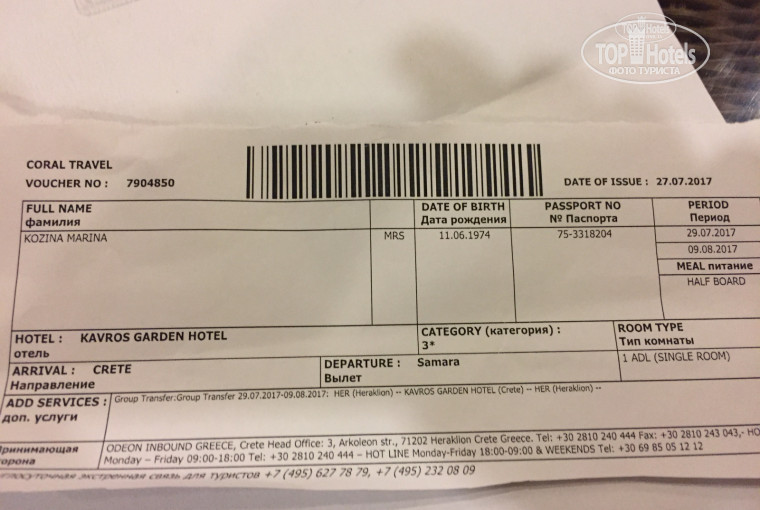 TOP Hotels
ФОТО ТУРИСТА
CORAL TRAVEL
VOUCHER NO : 7904850
DATE OF ISSUE : 27.07.2017
FULL NAME
фамилия
DATE OF BIRTH
Дата рождения
PASSPORT NO
№ Паспорта
PERIOD
Период
KOZINA MARINA MRS 11.06.1974 75-3318204 29.07.2017
09.08.2017
MEAL питание
HALF BOARD
HOTEL : KAVROS GARDEN HOTEL
отель
CATEGORY (категория) :
3*
ROOM TYPE
Тип комнаты
1 ADL (SINGLE ROOM)
ARRIVAL : CRETE
Направление
DEPARTURE : Samara
Вылет
ADD SERVICES :
доп. услуги
Group Transfer:Group Transfer 29.07.2017-09.08.2017: HER (Heraklion) -- KAVROS GARDEN HOTEL (Crete) -- HER (Heraklion) --
ODEON INBOUND GREECE, Crete Head Office: 3, Arkoleon str., 71202 Heraklion Crete Greece. Tel: +30 2810 240 444 Fax: +30 2810 243 043,- HO
Monday – Friday 09:00-18:00 Tel: +30 2810 240 444 – HOT LINE Monday-Friday 18:00-09:00 & WEEKENDS Tel: +30 69 85 05 12 12
экстренная связь для туристов +7 (495) 627 78 79, +7 (495) 232 08 09